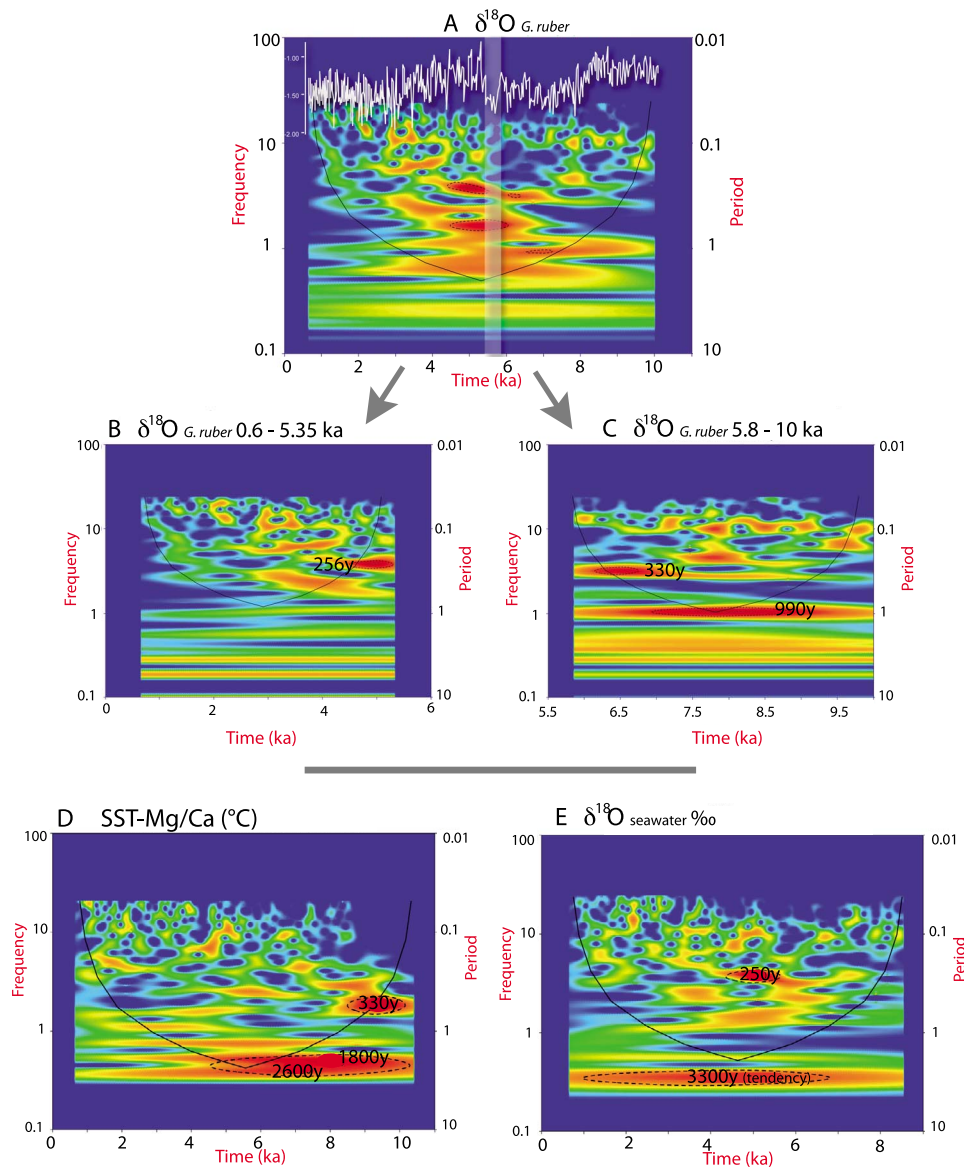 A δ18O G. ruber
100
10
1
0.1
-1.00
-1.50
-2.00
0.01
0.1
1
10
Frequency
Period
0 2 4 6 8 10
Time (ka)
B δ18O G. ruber 0.6 - 5.35 ka
100
10
1
0.1
0.01
0.1
1
10
Frequency
Period
256y
0 2 4 6
Time (ka)
C δ18O G. ruber 5.8 - 10 ka
100
10
1
0.1
0.01
0.1
1
10
Frequency
Period
330y
990y
5.5 6.5 7.5 8.5 9.5
Time (ka)
D SST-Mg/Ca (°C)
100
10
1
0.1
0.01
0.1
1
10
Frequency
Period
330y
1800y
2600y
0 2 4 6 8 10
Time (ka)
E δ18O seawater ‰
100
10
1
0.1
0.01
0.1
1
10
Frequency
Period
250y
3300y (tendency)
0 2 4 6 8
Time (ka)